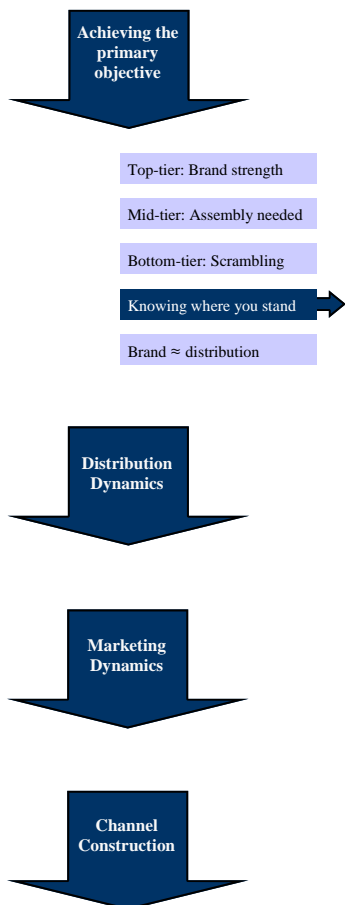 Achieving the
primary
objective
Top-tier: Brand strength
Mid-tier: Assembly needed
Bottom-tier: Scrambling
Knowing where you stand
Brand ≈ distribution
Distribution
Dynamics
Marketing
Dynamics
Channel
Construction